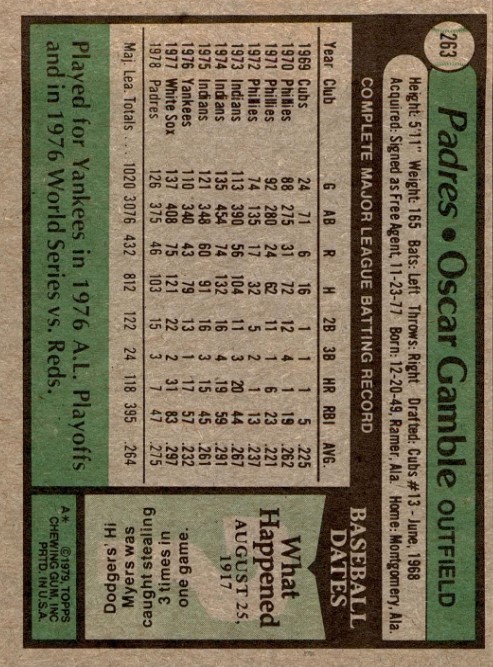 263
Padres • Oscar Gamble OUTFIELD
Height: 5'11" Weight: 165 Bats: Left Throws: Right Drafted: Cubs #13 - June, 1968
Acquired: Signed as Free Agent, 11-23-77 Born: 12-20-49, Ramer, Ala. Home: Montgomery, Ala.
COMPLETE MAJOR LEAGUE BATTING RECORD
Year Club G AB R H 2B 3B HR RBI AVG.
1969 Cubs 24 71 6 16 1 1 1 5 .225
1970 Phillies 88 275 31 72 12 4 1 19 .262
1971 Phillies 92 280 24 62 11 1 6 23 .221
1972 Phillies 74 135 17 32 5 2 1 13 .237
1973 Indians 113 390 56 104 11 3 20 44 .267
1974 Indians 135 454 74 132 16 4 19 59 .291
1975 Indians 121 348 60 91 16 3 15 45 .261
1976 Yankees 110 340 43 79 13 1 17 57 .232
1977 White Sox 137 408 75 121 22 2 31 83 .297
1978 Padres 126 375 46 103 15 3 7 47 .275
Maj. Lea. Totals . . . 1020 3076 432 812 122 24 118 395 .264
Played for Yankees in 1976 A.L. Playoffs
and in 1976 World Series vs. Reds.
BASEBALL
DATES
What
Happened
AUGUST 25,
1917
Dodgers, Hi
Myers was
caught stealing
3 times in
one game.
A* ©1979, TOPPS
CHEWING GUM, INC
PRTD. IN U.S.A.